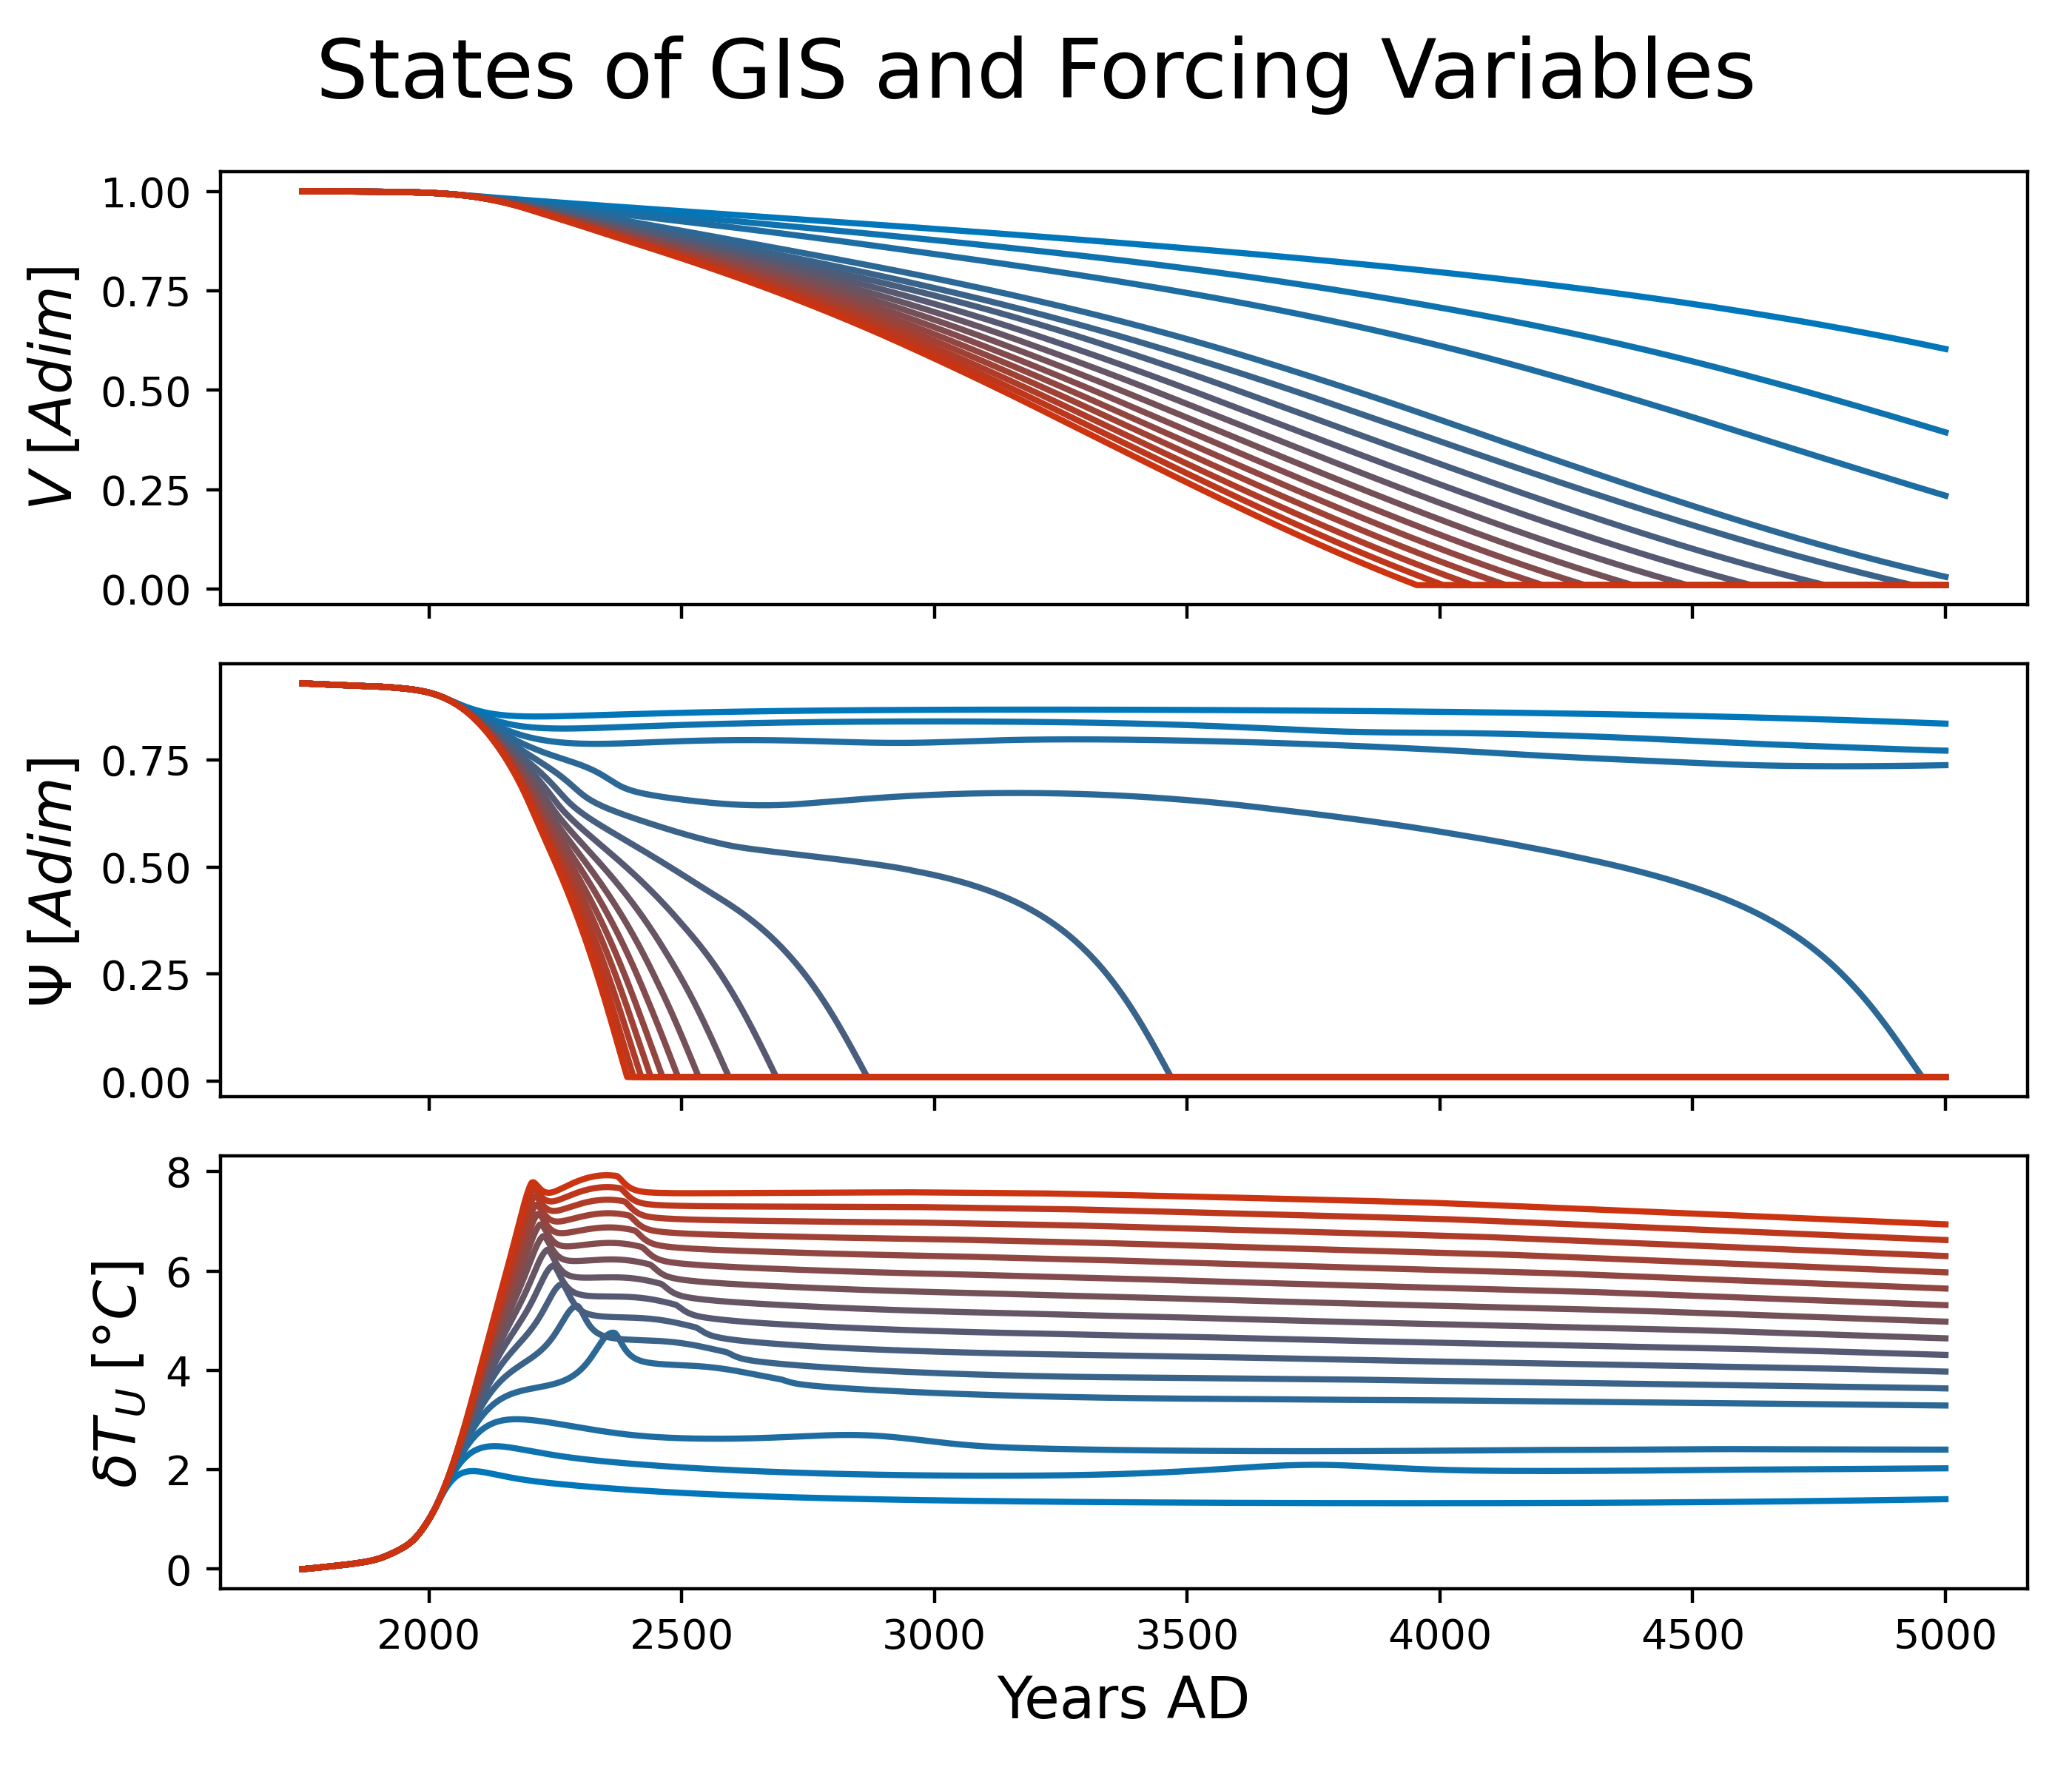 States of GIS and Forcing Variables
V [Adim]
1.00
0.75
0.50
0.25
0.00
Ψ [Adim]
0.75
0.50
0.25
0.00
δT_U [°C]
8
6
4
2
0
2000 2500 3000 3500 4000 4500 5000
Years AD